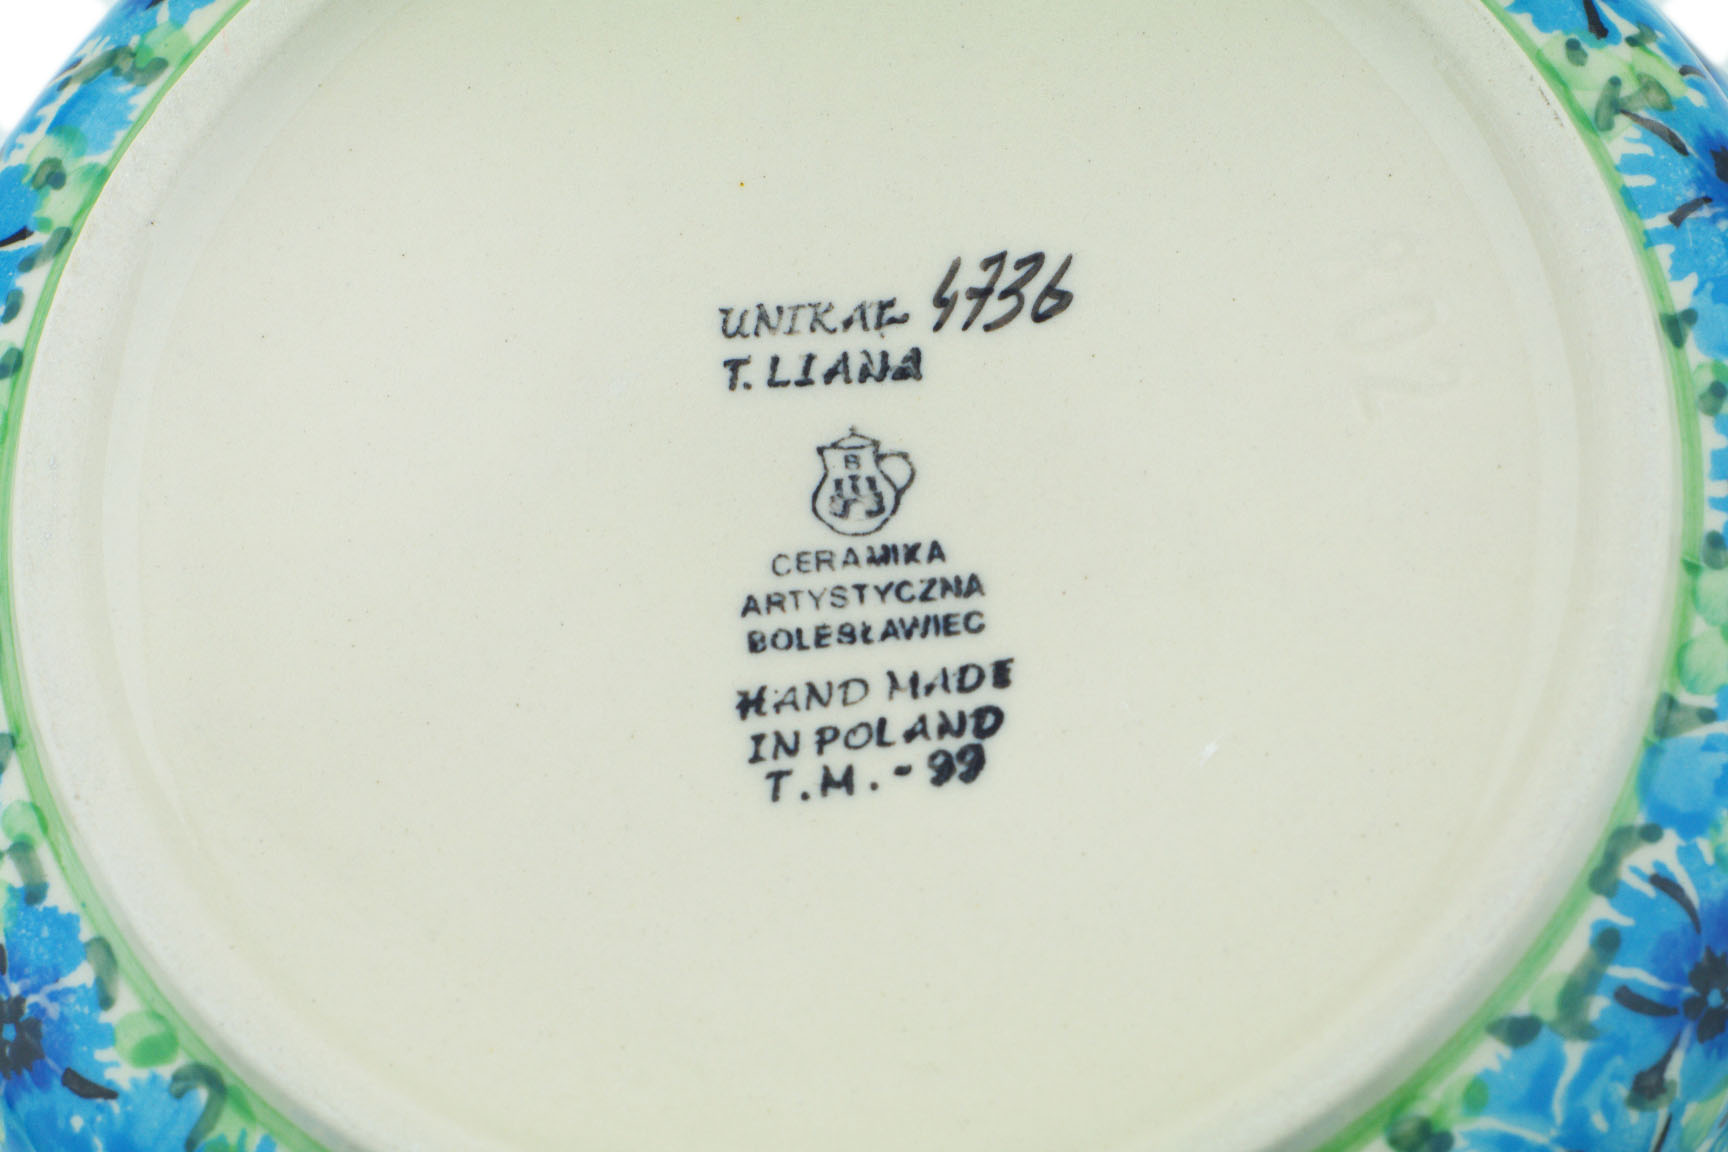 UNIKAT 4736
T. LIANA
B
CERAMIKA
ARTYSTYCZNA
BOLESŁAWIEC
HAND MADE
IN POLAND
T.M. - 99